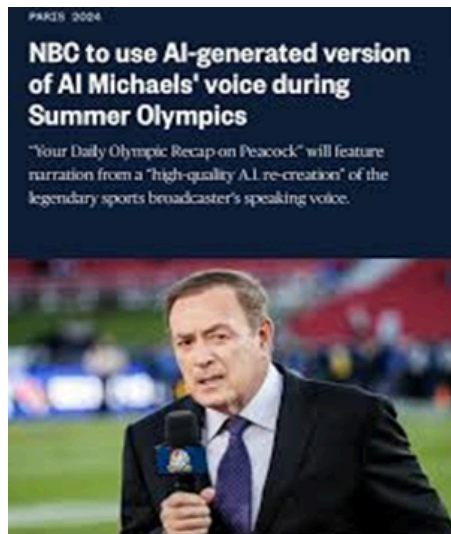 PARIS 2024
NBC to use AI-generated version
of Al Michaels' voice during
Summer Olympics
"Your Daily Olympic Recap on Peacock" will feature
narration from a "high-quality A.I. re-creation" of the
legendary sports broadcaster's speaking voice.